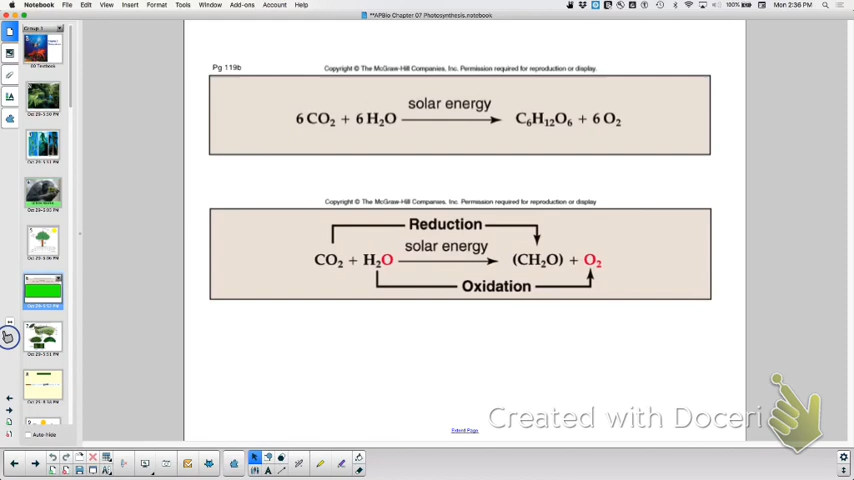 Notebook File Edit View Insert Format Tools Window Add-ons Account Help 100% Mon 2:36 PM
**APBio Chapter 07 Photosynthesis.notebook
Group 1
Pg 119b
Copyright © The McGraw-Hill Companies, Inc. Permission required for reproduction or display.
solar energy
6 CO₂ + 6 H₂O C₆H₁₂O₆ + 6 O₂
Copyright © The McGraw-Hill Companies, Inc. Permission required for reproduction or display
Reduction
solar energy
CO₂ + H₂O (CH₂O) + O₂
Oxidation
Created with Doceri
Extend Page
Auto-hide